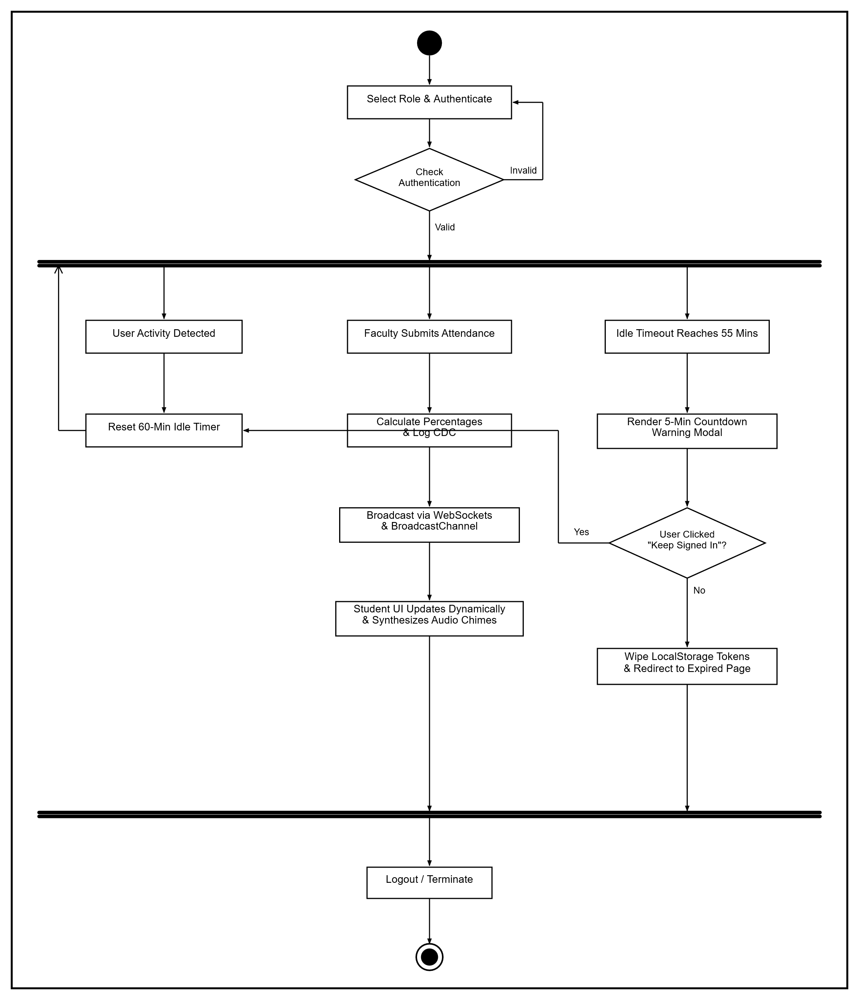 Select Role & Authenticate
Check
Authentication
Invalid
Valid
User Activity Detected
Faculty Submits Attendance
Idle Timeout Reaches 55 Mins
Reset 60-Min Idle Timer
Calculate Percentages
& Log CDC
Render 5-Min Countdown
Warning Modal
Broadcast via WebSockets
& BroadcastChannel
Yes
User Clicked
"Keep Signed In"?
No
Student UI Updates Dynamically
& Synthesizes Audio Chimes
Wipe LocalStorage Tokens
& Redirect to Expired Page
Logout / Terminate